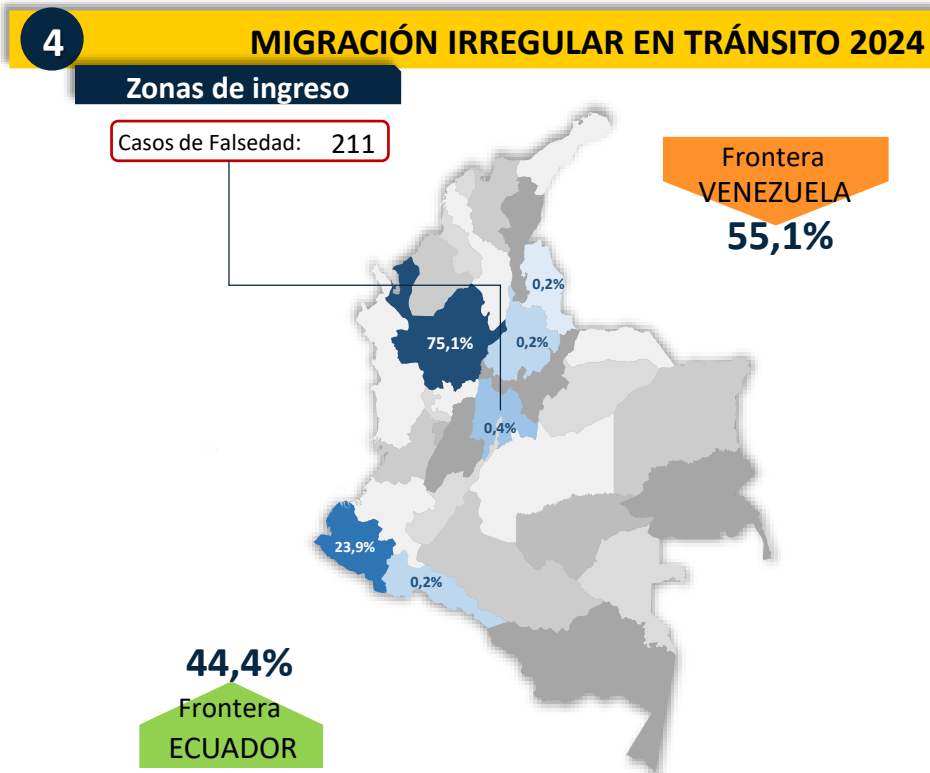 4
MIGRACIÓN IRREGULAR EN TRÁNSITO 2024
Zonas de ingreso
Casos de Falsedad: 211
Frontera
VENEZUELA
55,1%
0,2%
75,1%
0,2%
0,4%
23,9%
0,2%
44,4%
Frontera
ECUADOR